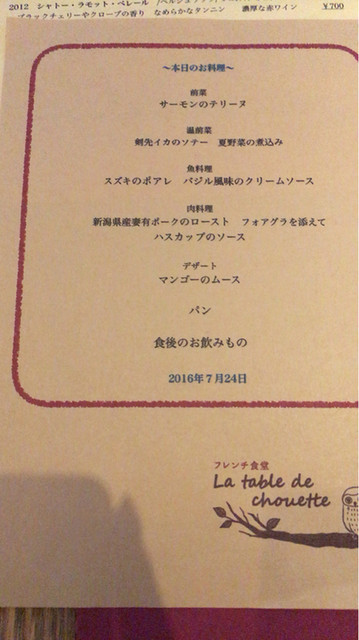 2012 シャトー・ラモット・ベレール
¥700
ブラックチェリーやクローブの香り なめらかなタンニン 濃厚な赤ワイン
～本日のお料理～
前菜
サーモンのテリーヌ
温前菜
剣先イカのソテー 夏野菜の煮込み
魚料理
スズキのポアレ バジル風味のクリームソース
肉料理
新潟県産妻有ポークのロースト フォアグラを添えて
ハスカップのソース
デザート
マンゴーのムース
パン
食後のお飲みもの
2016年7月24日
フレンチ食堂
La table de
chouette